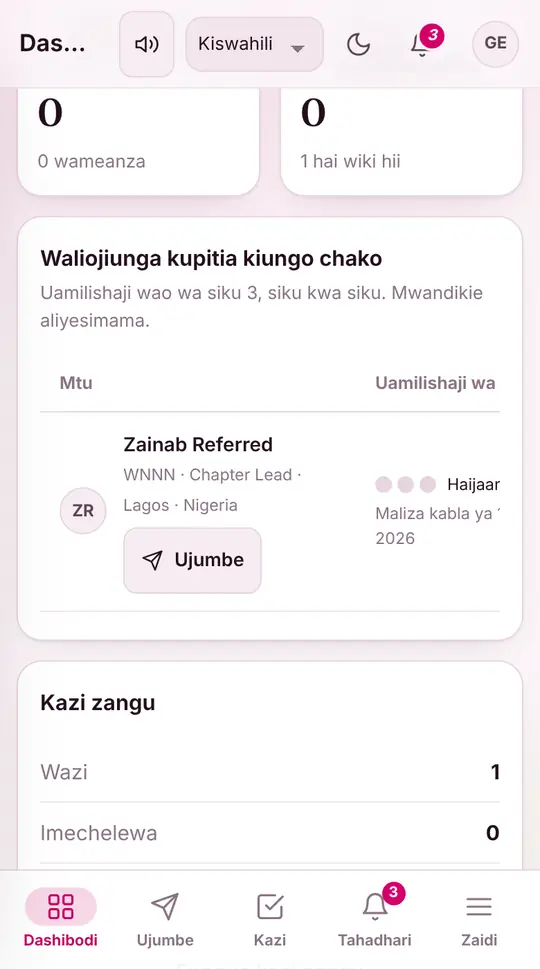 Das...
Kiswahili
3
GE
0
0 wameanza
0
1 hai wiki hii
Waliojiunga kupitia kiungo chako
Uamilishaji wao wa siku 3, siku kwa siku. Mwandikie
aliyesimama.
Mtu
Uamilishaji wa
ZR
Zainab Referred
WNNN · Chapter Lead ·
Lagos · Nigeria
Ujumbe
Maliza kabla ya
2026
Kazi zangu
Wazi
1
Imechelewa
0
3
Dashibodi
Ujumbe
Kazi
Tahadhari
Zaidi